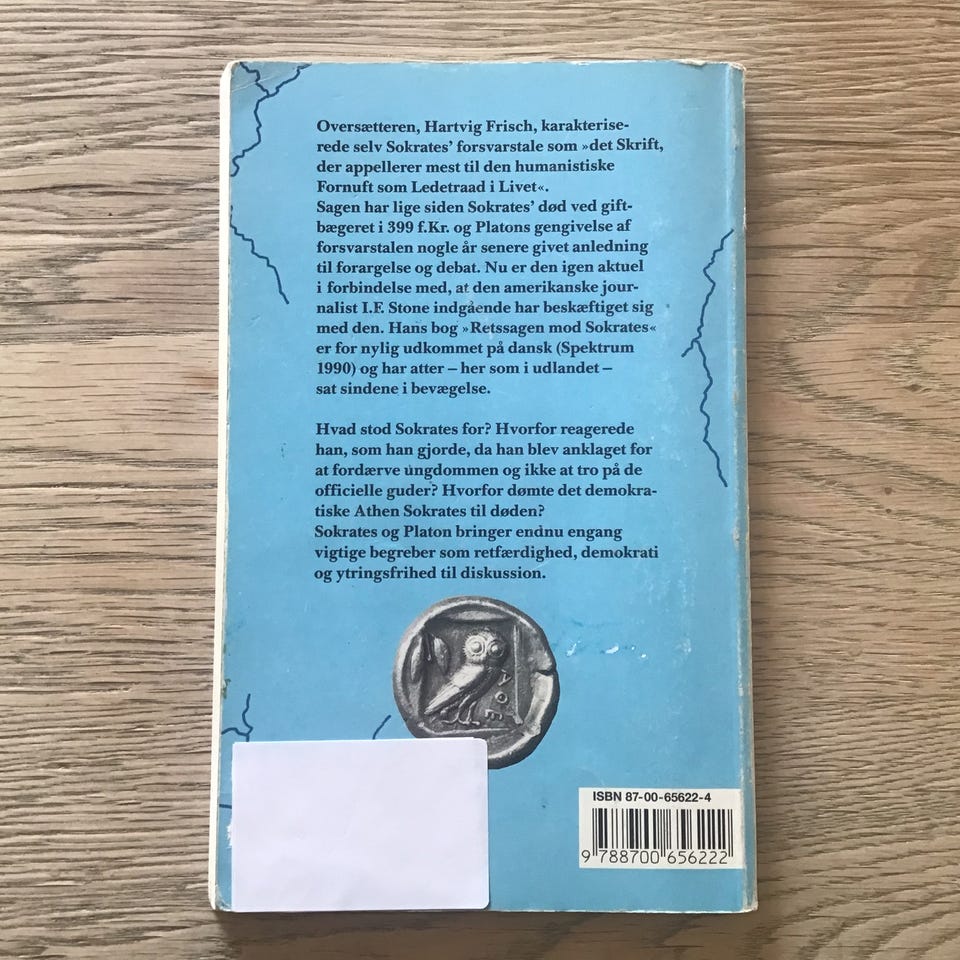 Oversætteren, Hartvig Frisch, karakterise-
rede selv Sokrates' forsvarstale som »det Skrift,
der appellerer mest til den humanistiske
Fornuft som Ledetraad i Livet«.
Sagen har lige siden Sokrates' død ved gift-
bægeret i 399 f.Kr. og Platons gengivelse af
forsvarstalen nogle år senere givet anledning
til forargelse og debat. Nu er den igen aktuel
i forbindelse med, at den amerikanske jour-
nalist I.F. Stone indgående har beskæftiget sig
med den. Hans bog »Retssagen mod Sokrates«
er for nylig udkommet på dansk (Spektrum
1990) og har atter – her som i udlandet –
sat sindene i bevægelse.
Hvad stod Sokrates for? Hvorfor reagerede
han, som han gjorde, da han blev anklaget for
at fordærve ungdommen og ikke at tro på de
officielle guder? Hvorfor dømte det demokra-
tiske Athen Sokrates til døden?
Sokrates og Platon bringer endnu engang
vigtige begreber som retfærdighed, demokrati
og ytringsfrihed til diskussion.
ΑΘΕ
ISBN 87-00-65622-4
9 788700 656222